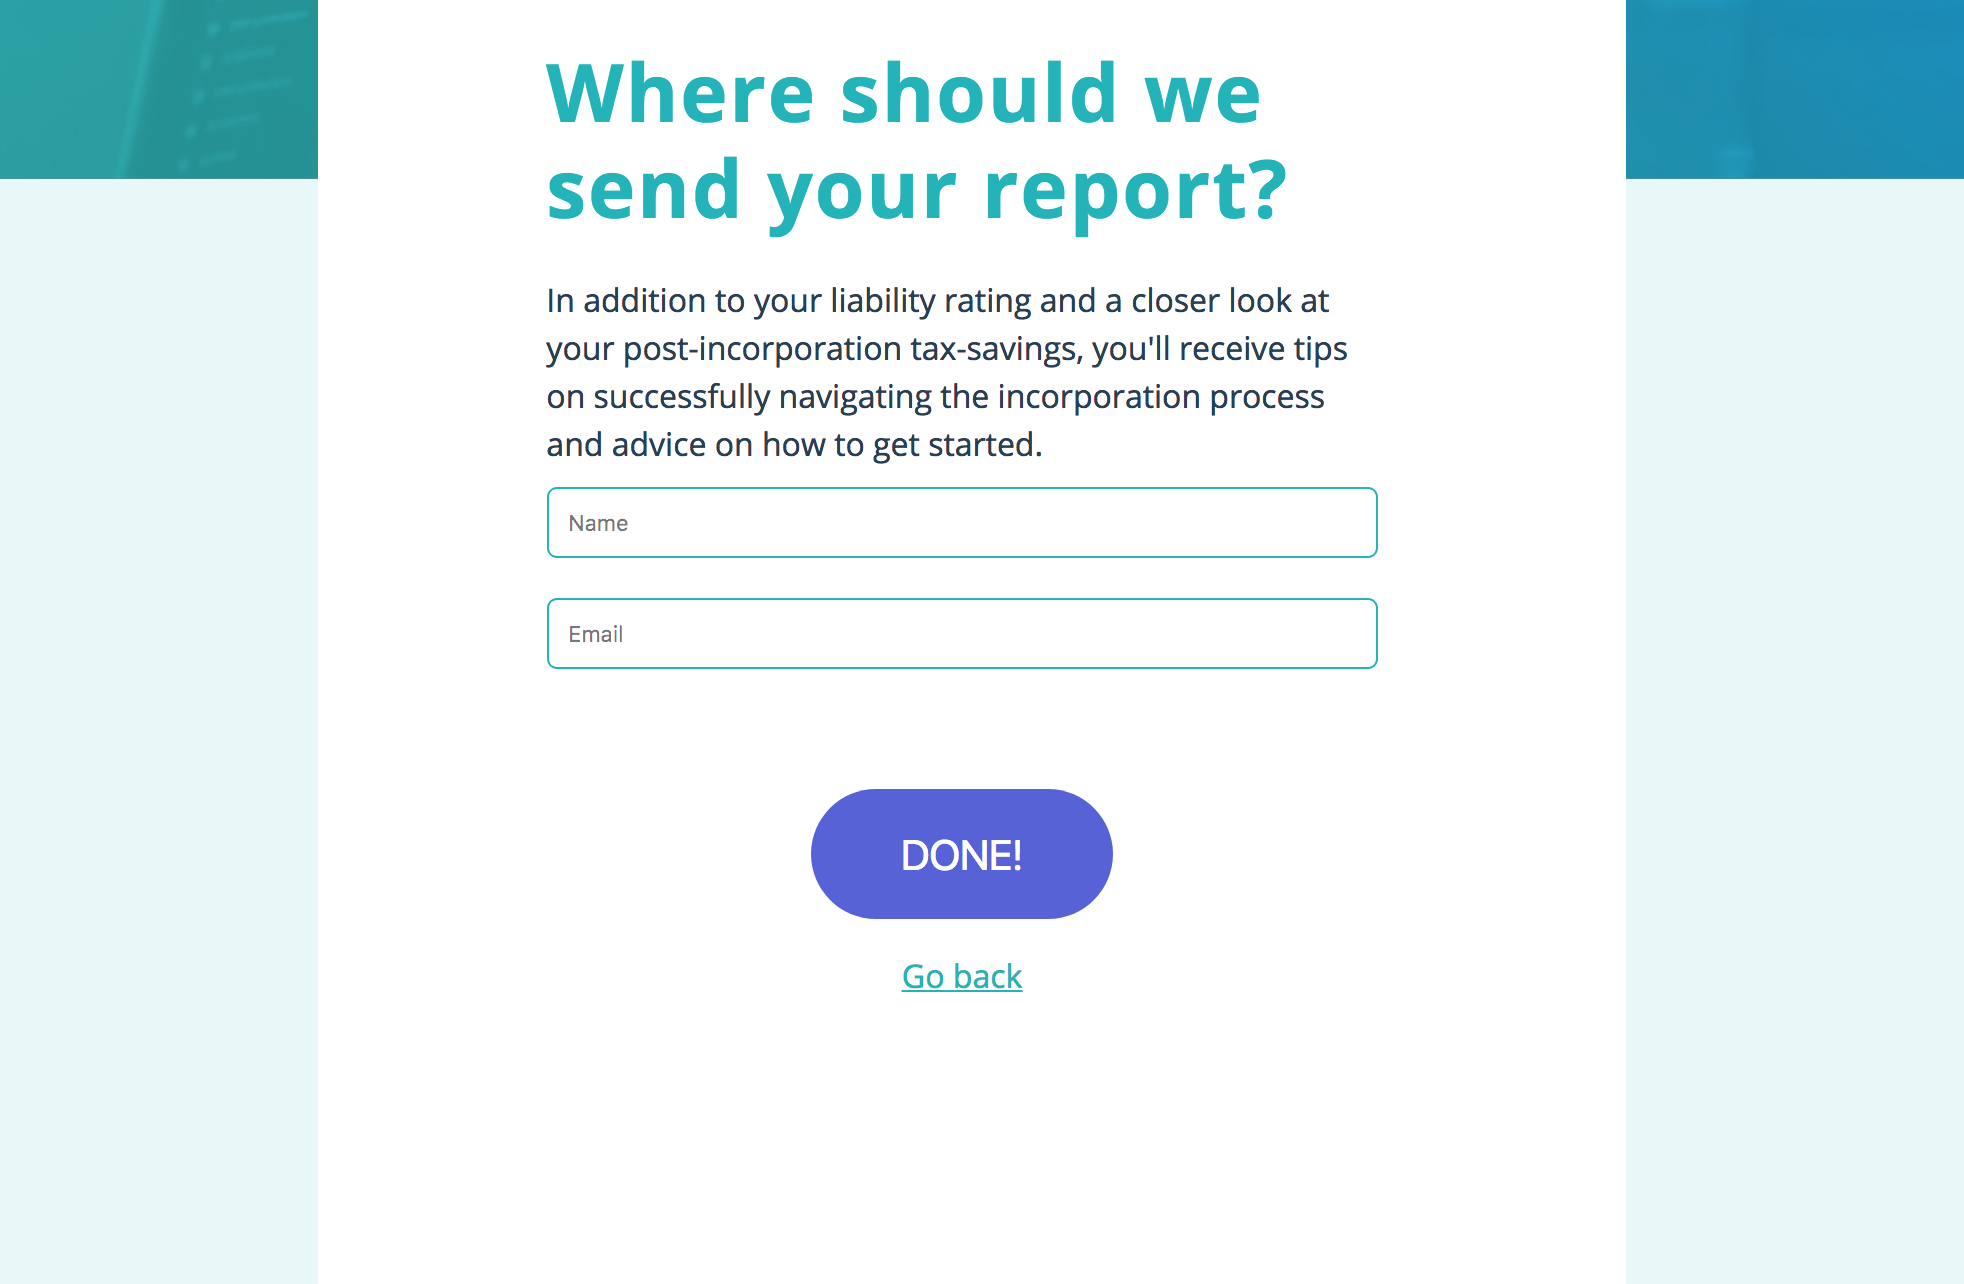 Where should we
send your report?
In addition to your liability rating and a closer look at
your post-incorporation tax-savings, you'll receive tips
on successfully navigating the incorporation process
and advice on how to get started.
Name
Email
DONE!
Go back